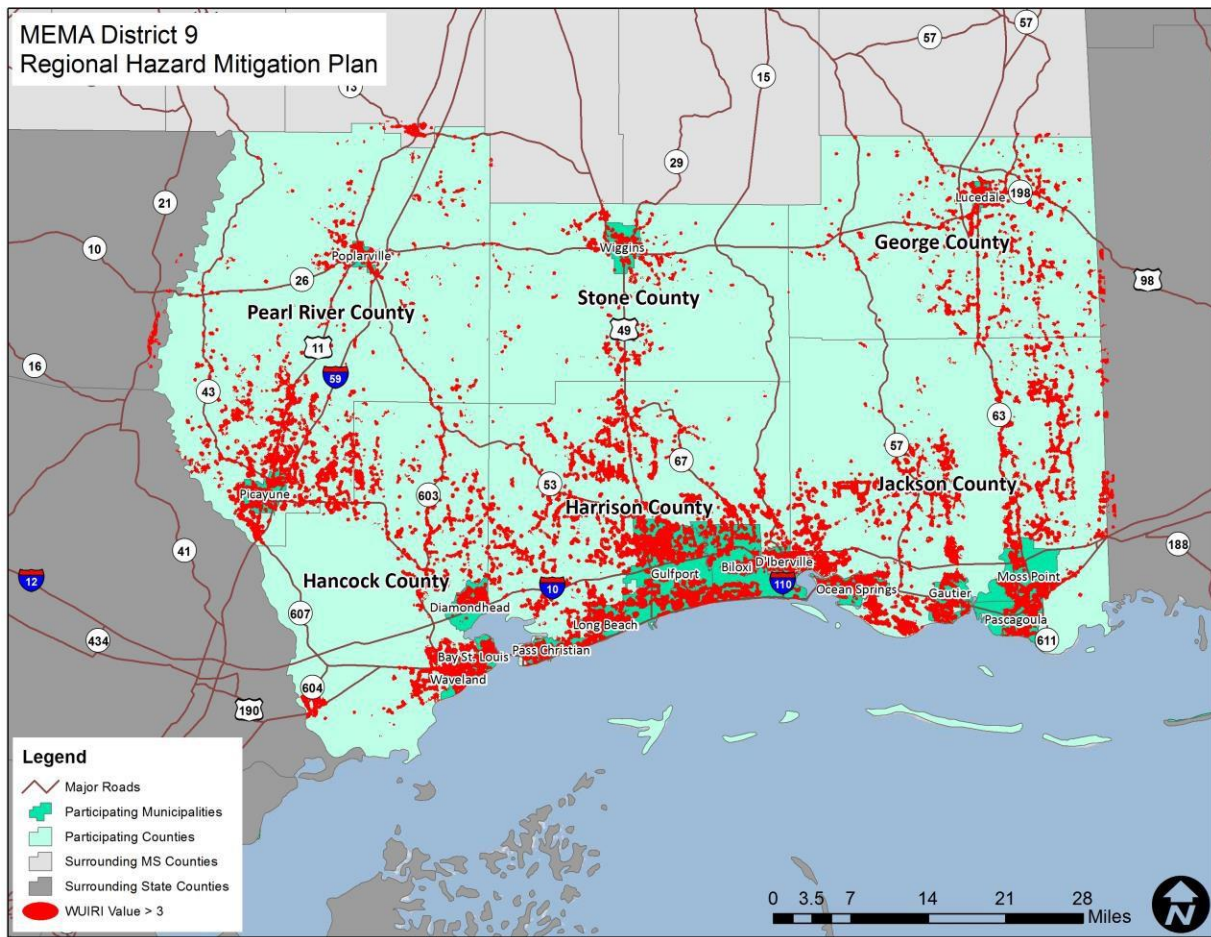 MEMA District 9
Regional Hazard Mitigation Plan
57
57
13
15
29
21
198
Lucedale
10
George County
Wiggins
Poplarville
98
26
Stone County
Pearl River County
49
11
16
59
43
63
57
67
Jackson County
Picayune
603
53
Harrison County
41
188
12
D'Iberville
Moss Point
Biloxi
Gulfport
Hancock County
10
110
Ocean Springs
Gautier
Diamondhead
607
Pascagoula
Long Beach
611
434
Pass Christian
Bay St. Louis
Waveland
604
190
Legend
Major Roads
Participating Municipalities
Participating Counties
Surrounding MS Counties
Surrounding State Counties
WUIRI Value > 3
0 3.5 7 14 21 28
Miles
N